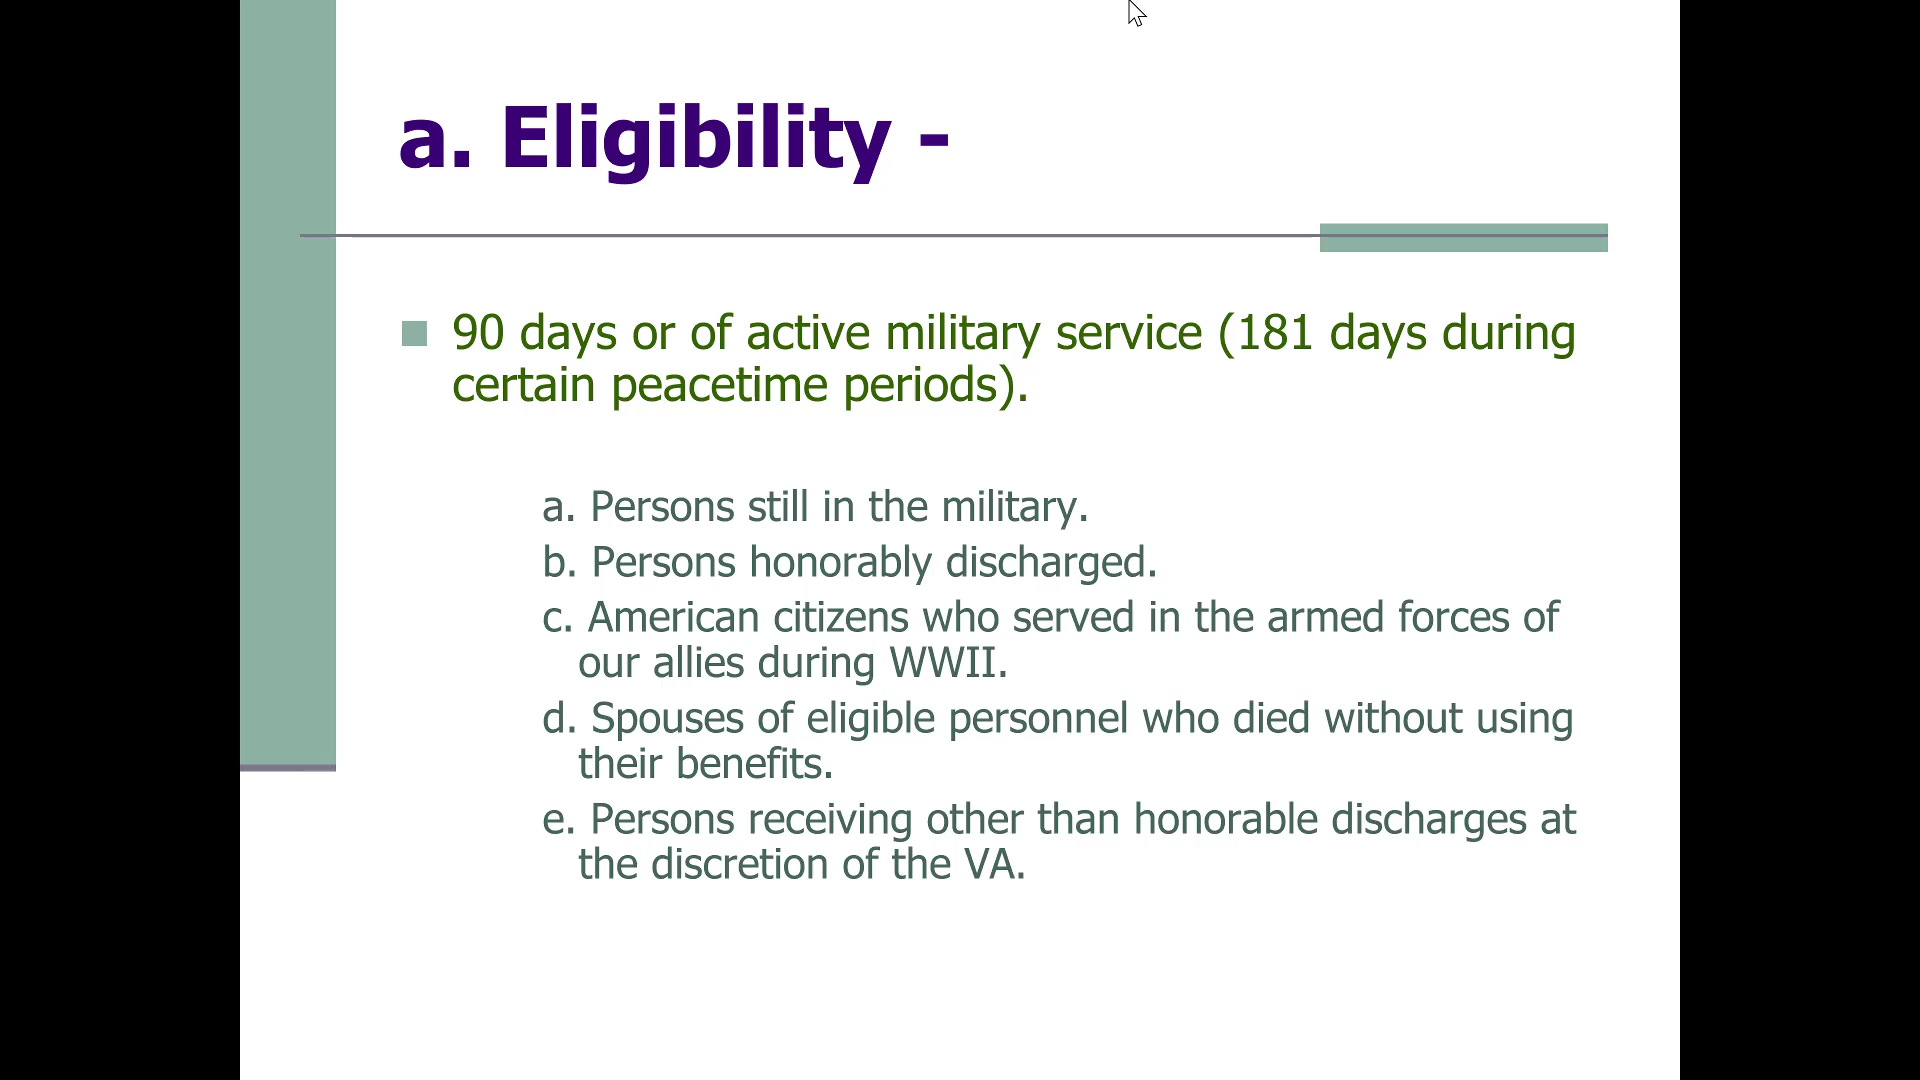 a. Eligibility -
90 days or of active military service (181 days during
certain peacetime periods).
a. Persons still in the military.
b. Persons honorably discharged.
c. American citizens who served in the armed forces of
our allies during WWII.
d. Spouses of eligible personnel who died without using
their benefits.
e. Persons receiving other than honorable discharges at
the discretion of the VA.